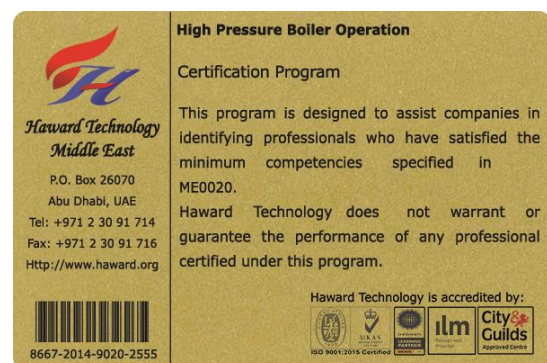 Haward Technology
Middle East
P.O. Box 26070
Abu Dhabi, UAE
Tel: +971 2 30 91 714
Fax: +971 2 30 91 716
Http://www.haward.org
8667-2014-9020-2555
High Pressure Boiler Operation
Certification Program
This program is designed to assist companies in
identifying professionals who have satisfied the
minimum competencies specified in
ME0020.
Haward Technology does not warrant or
guarantee the performance of any professional
certified under this program.
Haward Technology is accredited by:
UKAS
ISO 9001:2015 Certified
LEARNING
PARTNER
ilm
Recognised
Provider
City&
Guilds
Approved Centre